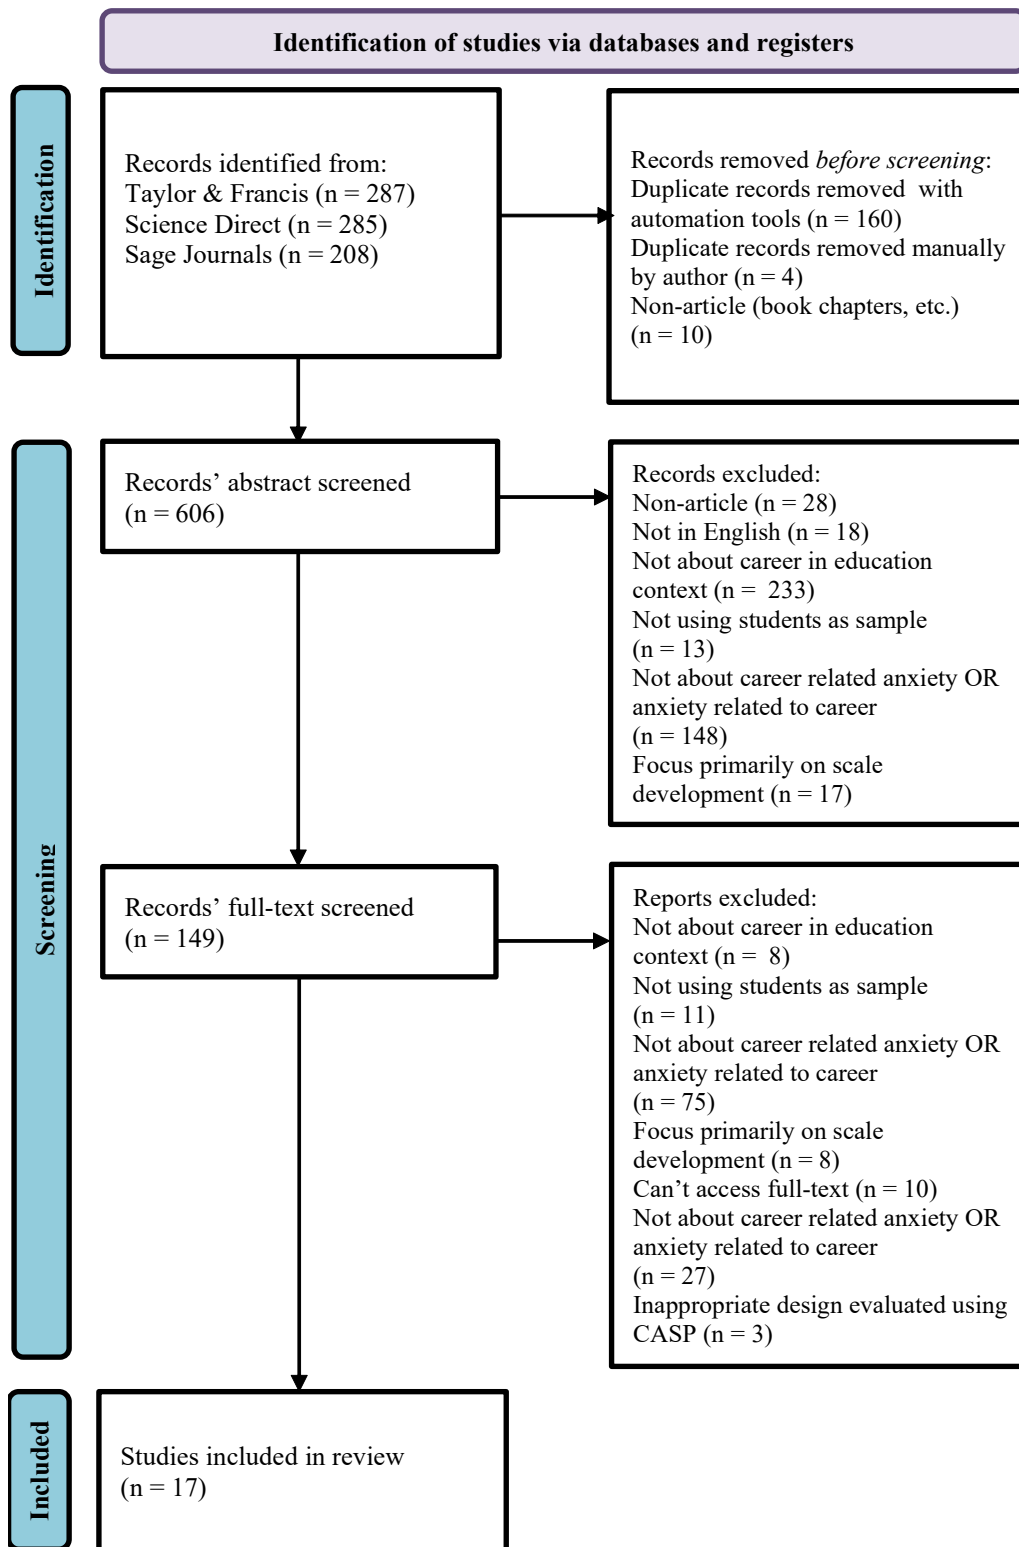 Identification of studies via databases and registers
Identification
Records identified from:
Taylor & Francis (n = 287)
Science Direct (n = 285)
Sage Journals (n = 208)
Records removed before screening:
Duplicate records removed with
automation tools (n = 160)
Duplicate records removed manually
by author (n = 4)
Non-article (book chapters, etc.)
(n = 10)
Screening
Records’ abstract screened
(n = 606)
Records excluded:
Non-article (n = 28)
Not in English (n = 18)
Not about career in education
context (n = 233)
Not using students as sample
(n = 13)
Not about career related anxiety OR
anxiety related to career
(n = 148)
Focus primarily on scale
development (n = 17)
Records’ full-text screened
(n = 149)
Reports excluded:
Not about career in education
context (n = 8)
Not using students as sample
(n = 11)
Not about career related anxiety OR
anxiety related to career
(n = 75)
Focus primarily on scale
development (n = 8)
Can’t access full-text (n = 10)
Not about career related anxiety OR
anxiety related to career
(n = 27)
Inappropriate design evaluated using
CASP (n = 3)
Included
Studies included in review
(n = 17)